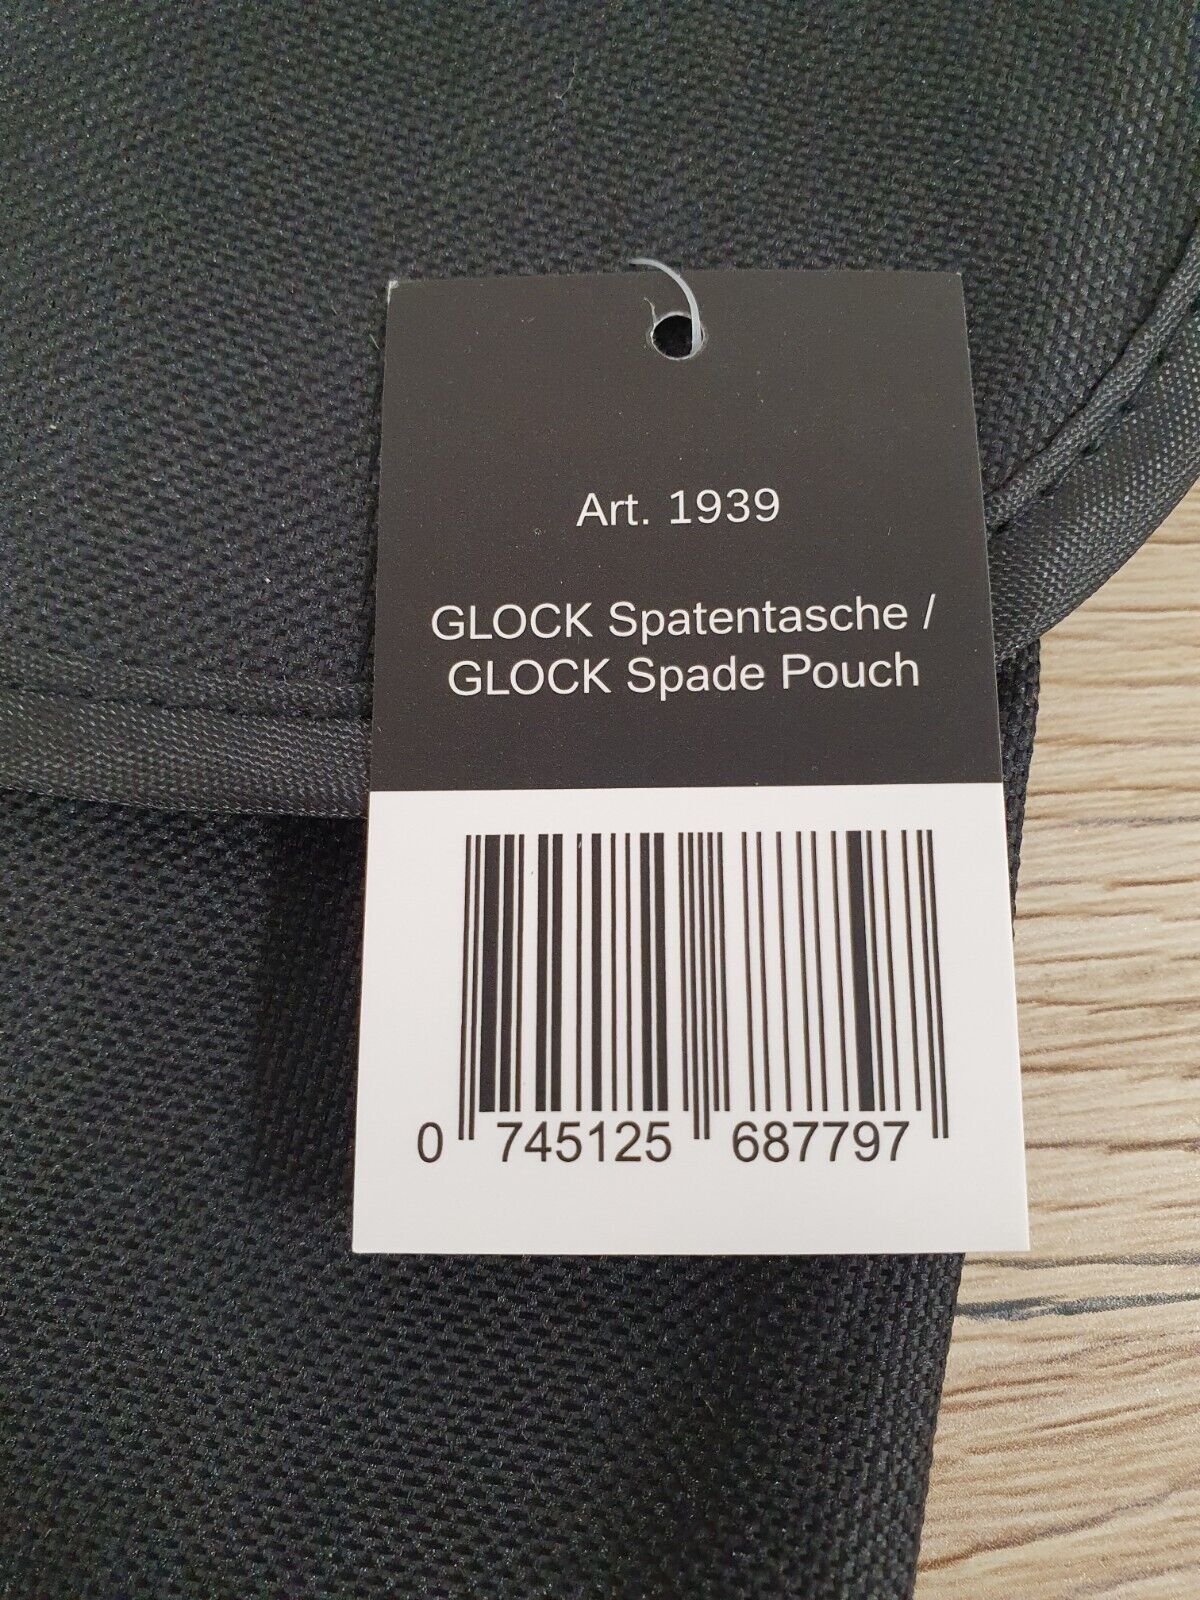 Art. 1939
GLOCK Spatentasche /
GLOCK Spade Pouch
0 745125 687797